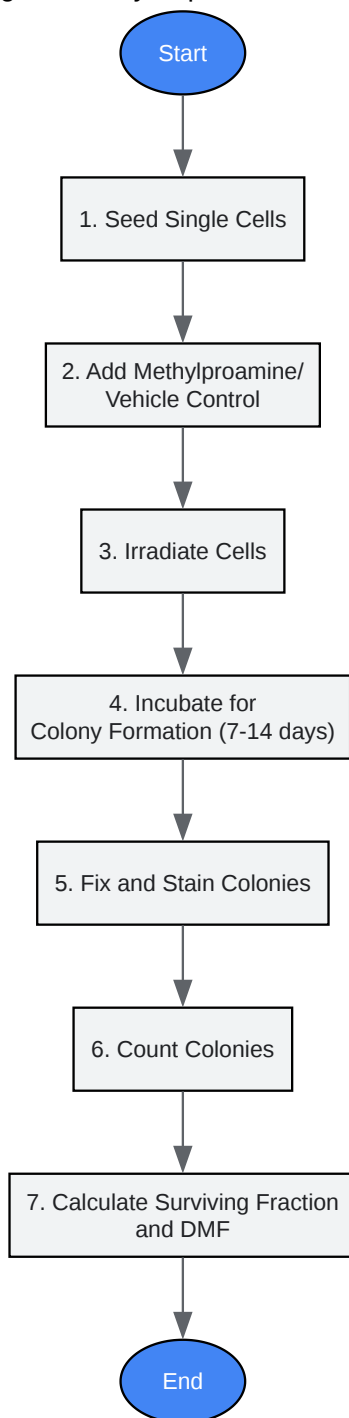 Start
1. Seed Single Cells
2. Add Methylproamine/
Vehicle Control
3. Irradiate Cells
4. Incubate for
Colony Formation (7-14 days)
5. Fix and Stain Colonies
6. Count Colonies
7. Calculate Surviving Fraction
and DMF
End